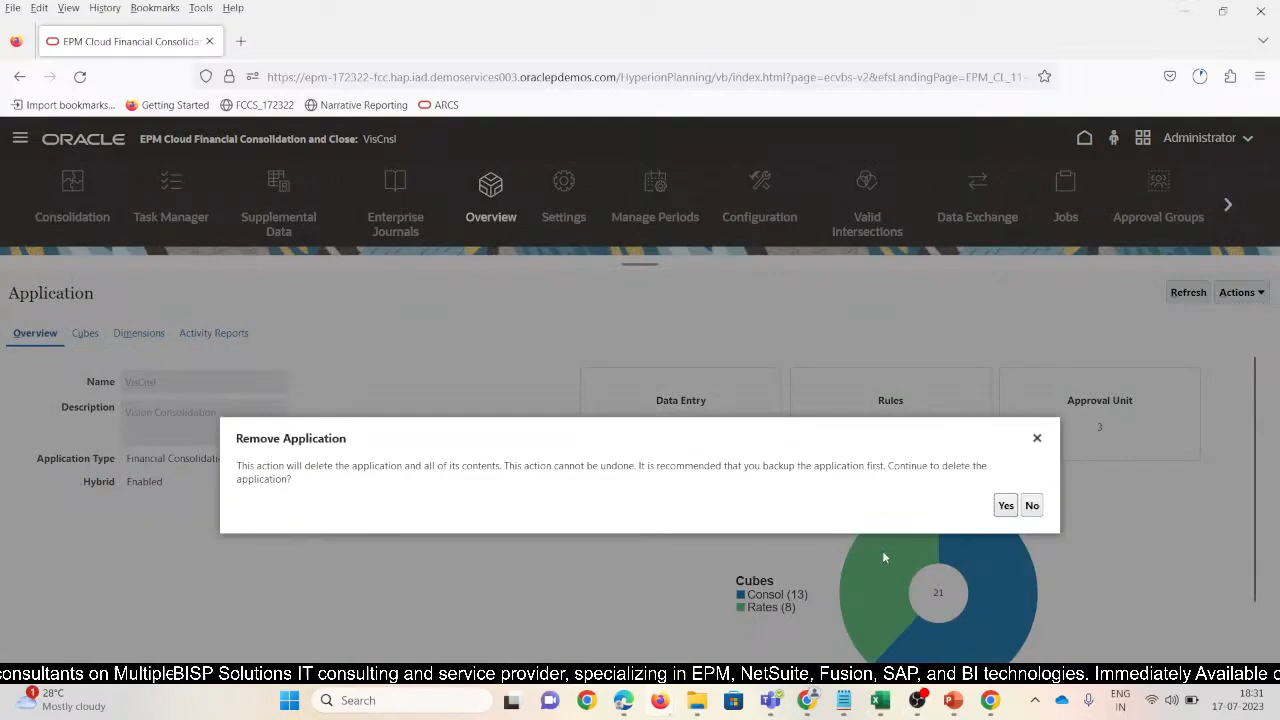 File Edit View History Bookmarks Tools Help
EPM Cloud Financial Consolida
https://epm-172322-fcc.hap.iad.demoservices003.oraclepdemos.com/HyperionPlanning/vb/index.html?page=ecvbs-v2&efsLandingPage=EPM_CL_11-
Import bookmarks... Getting Started FCCS_172322 Narrative Reporting ARCS
ORACLE EPM Cloud Financial Consolidation and Close: VisCnsl Administrator
Consolidation Task Manager Supplemental Data Enterprise Journals Overview Settings Manage Periods Configuration Valid Intersections Data Exchange Jobs Approval Groups
Application Refresh Actions
Overview Cubes Dimensions Activity Reports
Name VisCnsl
Description Vision Consolidation
Data Entry Rules Approval Unit
3
Application Type Financial Consolidati
Hybrid Enabled
Remove Application
This action will delete the application and all of its contents. This action cannot be undone. It is recommended that you backup the application first. Continue to delete the
application?
Yes No
Cubes
Consol (13)
Rates (8)
21
consultants on MultipleBISP Solutions IT consulting and service provider, specializing in EPM, NetSuite, Fusion, SAP, and BI technologies. Immediately Available c
1
28°C
Mostly cloudy
Search
ENG
IN
18:31
17-07-2023